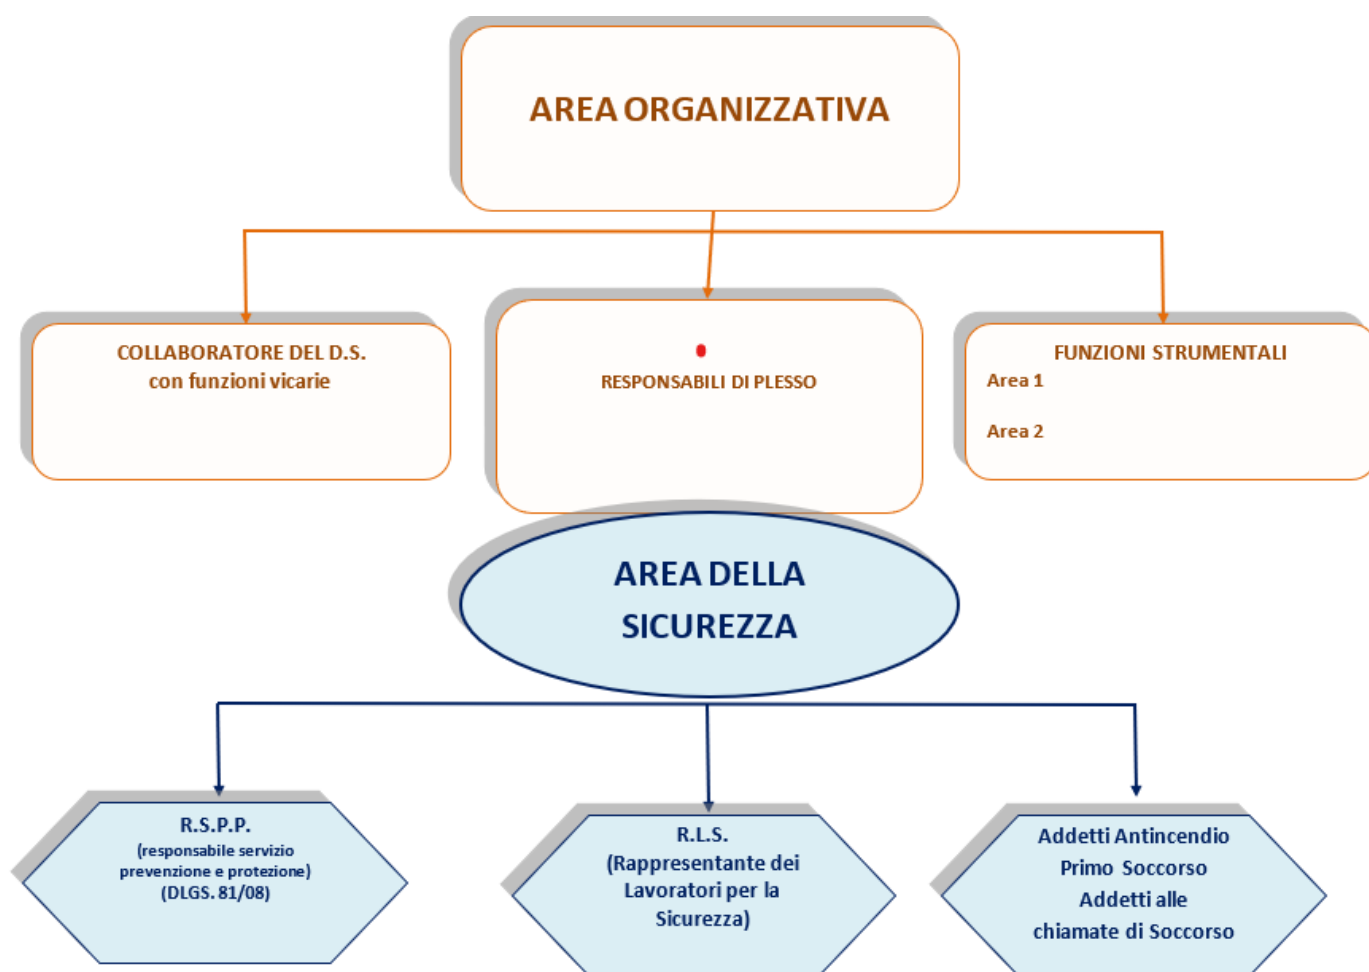 AREA ORGANIZZATIVA
COLLABORATORE DEL D.S.
con funzioni vicarie
RESPONSABILI DI PLESSO
FUNZIONI STRUMENTALI
Area 1
Area 2
AREA DELLA
SICUREZZA
R.S.P.P.
(responsabile servizio
prevenzione e protezione)
(DLGS. 81/08)
R.L.S.
(Rappresentante dei
Lavoratori per la
Sicurezza)
Addetti Antincendio
Primo Soccorso
Addetti alle
chiamate di Soccorso